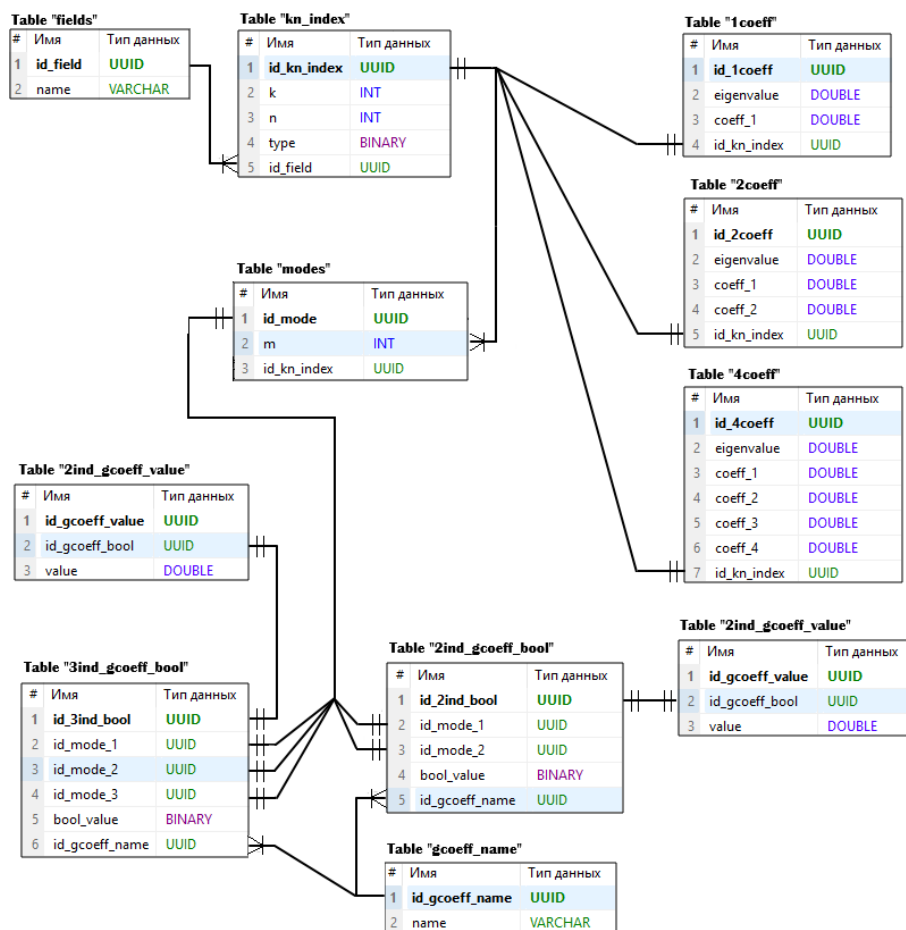 Table "fields"
# Имя Тип данных
1 id_field UUID
2 name VARCHAR
Table "kn_index"
# Имя Тип данных
1 id_kn_index UUID
2 k INT
3 n INT
4 type BINARY
5 id_field UUID
Table "1coeff"
# Имя Тип данных
1 id_1coeff UUID
2 eigenvalue DOUBLE
3 coeff_1 DOUBLE
4 id_kn_index UUID
Table "2coeff"
# Имя Тип данных
1 id_2coeff UUID
2 eigenvalue DOUBLE
3 coeff_1 DOUBLE
4 coeff_2 DOUBLE
5 id_kn_index UUID
Table "modes"
# Имя Тип данных
1 id_mode UUID
2 m INT
3 id_kn_index UUID
Table "4coeff"
# Имя Тип данных
1 id_4coeff UUID
2 eigenvalue DOUBLE
3 coeff_1 DOUBLE
4 coeff_2 DOUBLE
5 coeff_3 DOUBLE
6 coeff_4 DOUBLE
7 id_kn_index UUID
Table "2ind_gcoeff_value"
# Имя Тип данных
1 id_gcoeff_value UUID
2 id_gcoeff_bool UUID
3 value DOUBLE
Table "3ind_gcoeff_bool"
# Имя Тип данных
1 id_3ind_bool UUID
2 id_mode_1 UUID
3 id_mode_2 UUID
4 id_mode_3 UUID
5 bool_value BINARY
6 id_gcoeff_name UUID
Table "2ind_gcoeff_bool"
# Имя Тип данных
1 id_2ind_bool UUID
2 id_mode_1 UUID
3 id_mode_2 UUID
4 bool_value BINARY
5 id_gcoeff_name UUID
Table "2ind_gcoeff_value"
# Имя Тип данных
1 id_gcoeff_value UUID
2 id_gcoeff_bool UUID
3 value DOUBLE
Table "gcoeff_name"
# Имя Тип данных
1 id_gcoeff_name UUID
2 name VARCHAR